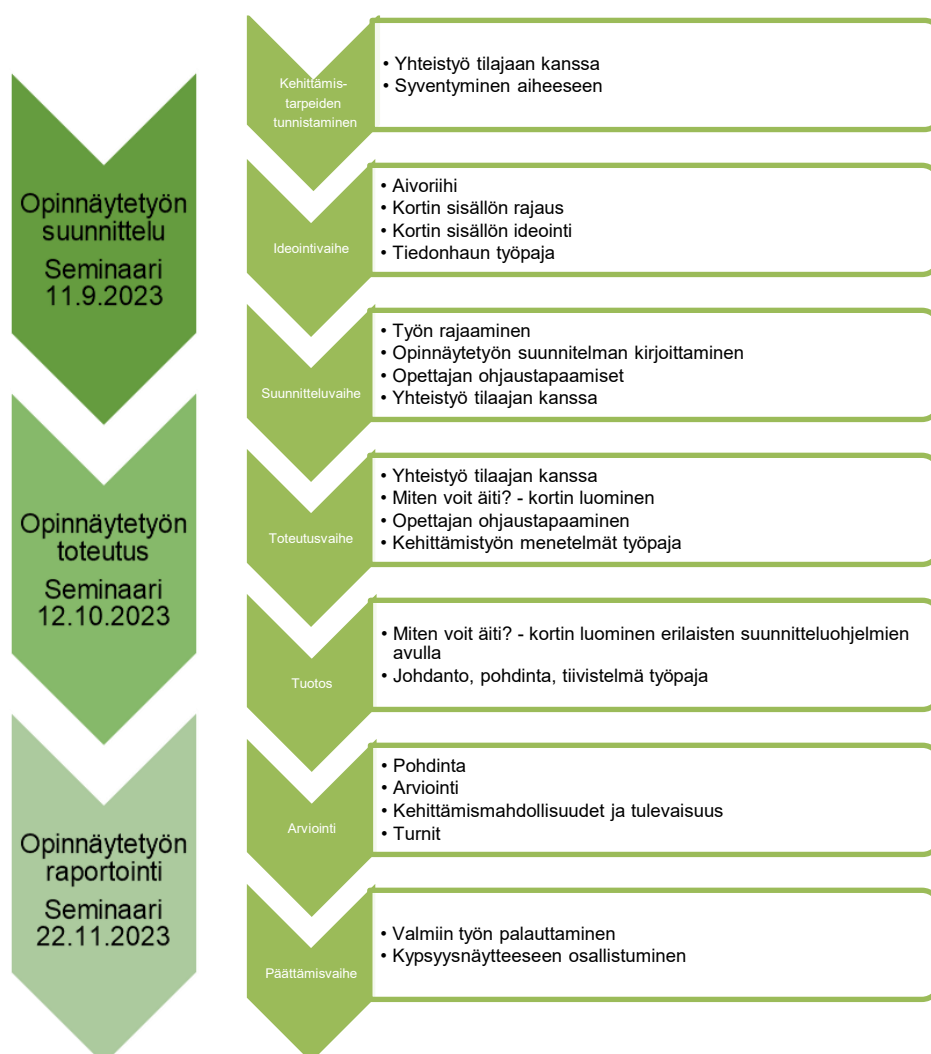 Opinnäytetyön
suunnittelu
Seminaari
11.9.2023
Opinnäytetyön
toteutus
Seminaari
12.10.2023
Opinnäytetyön
raportointi
Seminaari
22.11.2023
Kehittämis-
tarpeiden
tunnistaminen
• Yhteistyö tilajaan kanssa
• Syventyminen aiheeseen
Ideointivaihe
• Aivoriihi
• Kortin sisällön rajaus
• Kortin sisällön ideointi
• Tiedonhaun työpaja
Suunnitteluvaihe
• Työn rajaaminen
• Opinnäytetyön suunnitelman kirjoittaminen
• Opettajan ohjaustapaamiset
• Yhteistyö tilaajan kanssa
Toteutusvaihe
• Yhteistyö tilaajan kanssa
• Miten voit äiti? - kortin luominen
• Opettajan ohjaustapaaminen
• Kehittämistyön menetelmät työpaja
Tuotos
• Miten voit äiti? - kortin luominen erilaisten suunnitteluohjelmien
avulla
• Johdanto, pohdinta, tiivistelmä työpaja
Arviointi
• Pohdinta
• Arviointi
• Kehittämismahdollisuudet ja tulevaisuus
• Turnit
Päättämisvaihe
• Valmiin työn palauttaminen
• Kypsyysnäytteeseen osallistuminen